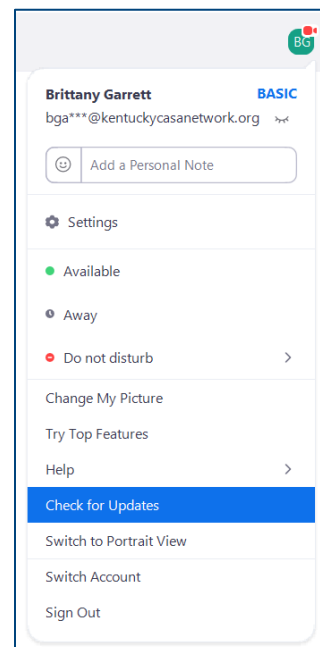 BG
Brittany Garrett BASIC
bga***@kentuckycasanetwork.org
Add a Personal Note
Settings
Available
Away
Do not disturb
Change My Picture
Try Top Features
Help
Check for Updates
Switch to Portrait View
Switch Account
Sign Out